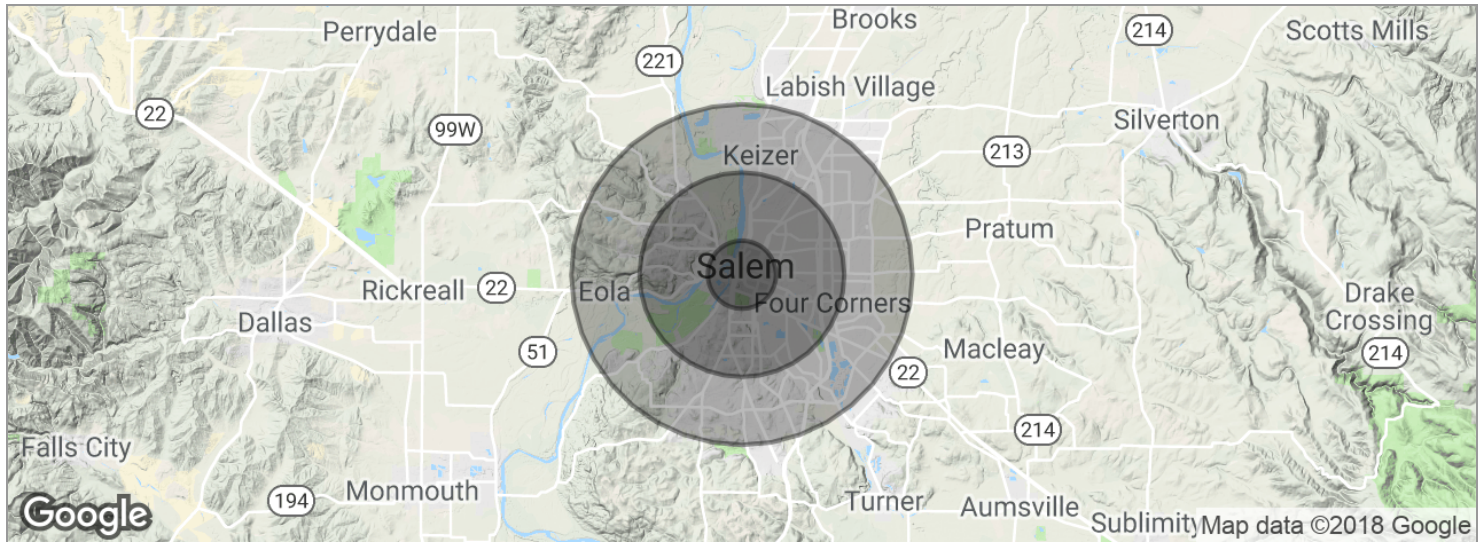 Brooks
214
Scotts Mills
Perrydale
221
Labish Village
22
99W
Silverton
213
Keizer
Pratum
Salem
Rickreall
22
Eola
Four Corners
Drake
Crossing
Dallas
51
Macleay
214
22
214
Falls City
Monmouth
194
Turner
Aumsville
Sublimity
Google
Map data ©2018 Google